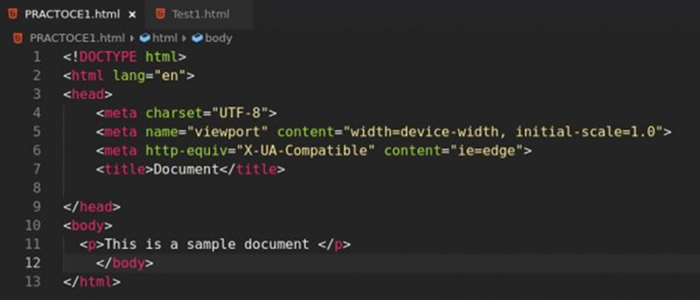 PRACTOCE1.html × Test1.html
PRACTOCE1.html › html › body
1 <!DOCTYPE html>
2 <html lang="en">
3 <head>
4     <meta charset="UTF-8">
5     <meta name="viewport" content="width=device-width, initial-scale=1.0">
6     <meta http-equiv="X-UA-Compatible" content="ie=edge">
7     <title>Document</title>
8
9 </head>
10 <body>
11   <p>This is a sample document </p>
12     </body>
13 </html>